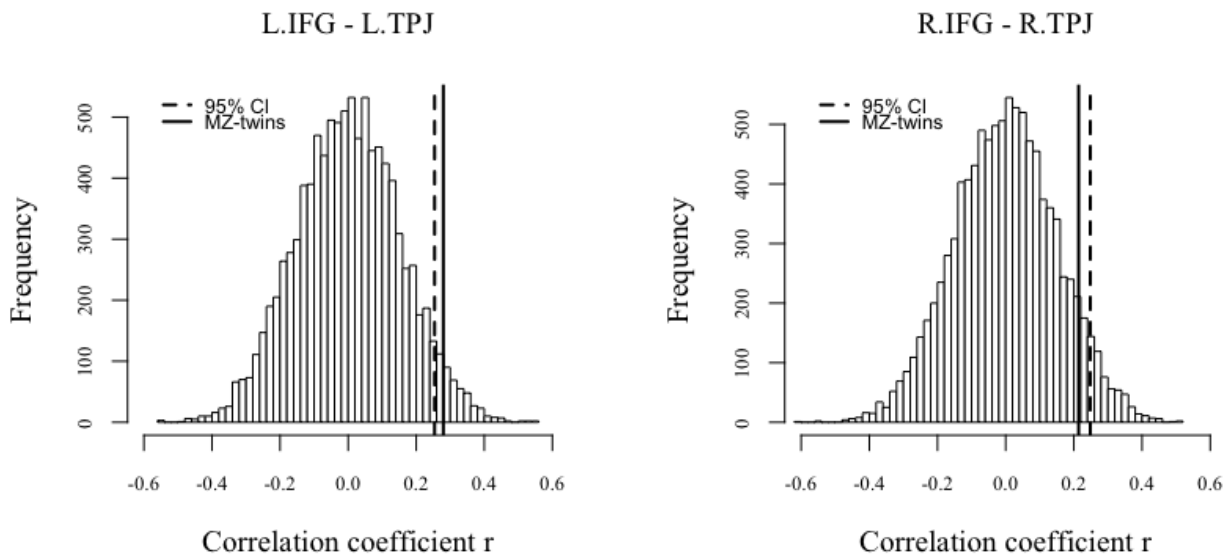 L.IFG - L.TPJ
95% CI
MZ-twins
Frequency
0
100
200
300
400
500
-0.6 -0.4 -0.2 0.0 0.2 0.4 0.6
Correlation coefficient r
R.IFG - R.TPJ
95% CI
MZ-twins
Frequency
0
100
200
300
400
500
-0.6 -0.4 -0.2 0.0 0.2 0.4 0.6
Correlation coefficient r